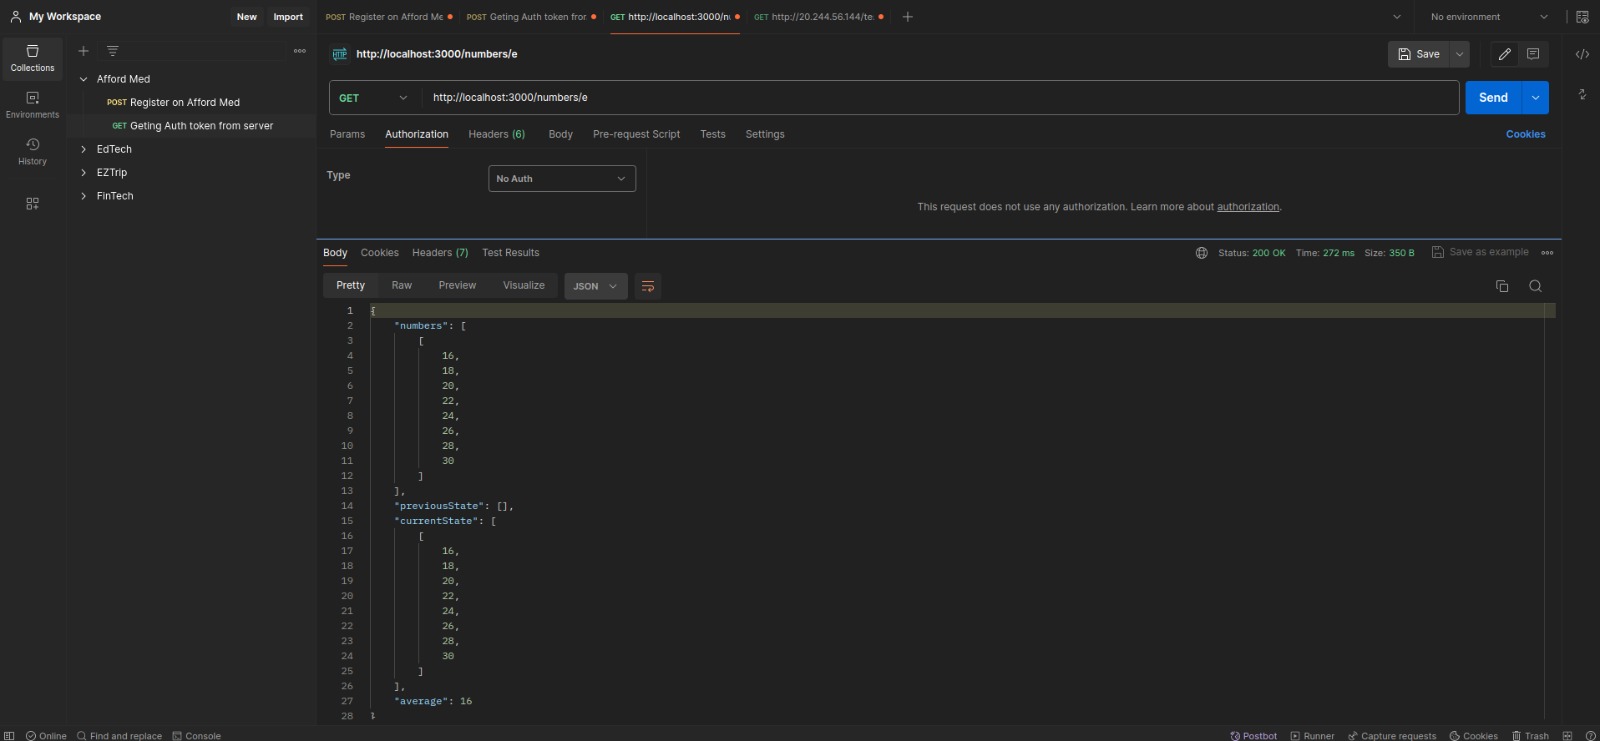 My Workspace
New
Import
POST Register on Afford Me
POST Geting Auth token fror
GET http://localhost:3000/nu
GET http://20.244.56.144/te
No environment
Collections
Environments
History
Afford Med
POST Register on Afford Med
GET Geting Auth token from server
EdTech
EZTrip
FinTech
HTTP http://localhost:3000/numbers/e
Save
GET
http://localhost:3000/numbers/e
Send
Params
Authorization
Headers (6)
Body
Pre-request Script
Tests
Settings
Cookies
Type
No Auth
This request does not use any authorization. Learn more about authorization.
Body
Cookies
Headers (7)
Test Results
Status: 200 OK
Time: 272 ms
Size: 350 B
Save as example
Pretty
Raw
Preview
Visualize
JSON
1 {
2 "numbers": [
3 [
4 16,
5 18,
6 20,
7 22,
8 24,
9 26,
10 28,
11 30
12 ]
13 ],
14 "previousState": [],
15 "currentState": [
16 [
17 16,
18 18,
19 20,
20 22,
21 24,
22 26,
23 28,
24 30
25 ]
26 ],
27 "average": 16
28 }
Online
Find and replace
Console
Postbot
Runner
Capture requests
Cookies
Trash